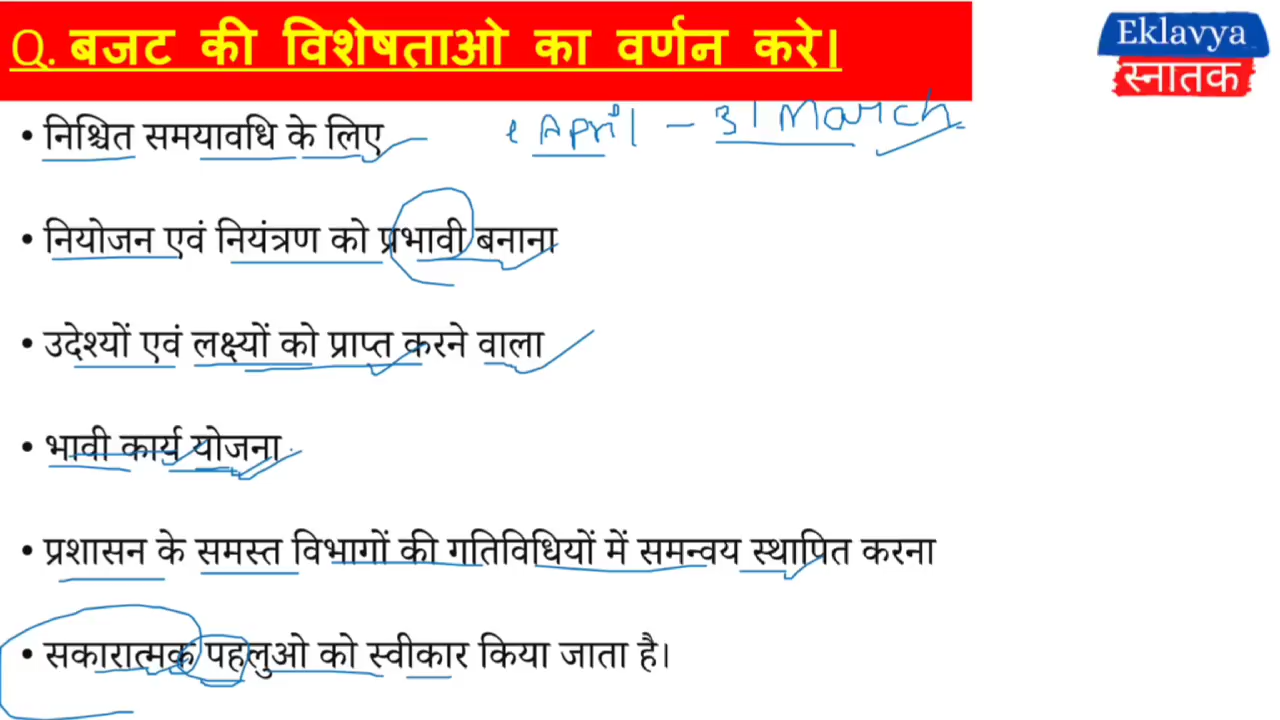 Q. बजट की विशेषताओ का वर्णन करे।
Eklavya
स्नातक
• निश्चित समयावधि के लिए
1 April – 31 March
• नियोजन एवं नियंत्रण को प्रभावी बनाना
• उदेश्यों एवं लक्ष्यों को प्राप्त करने वाला
• भावी कार्य योजना
• प्रशासन के समस्त विभागों की गतिविधियों में समन्वय स्थापित करना
• सकारात्मक पहलुओ को स्वीकार किया जाता है।